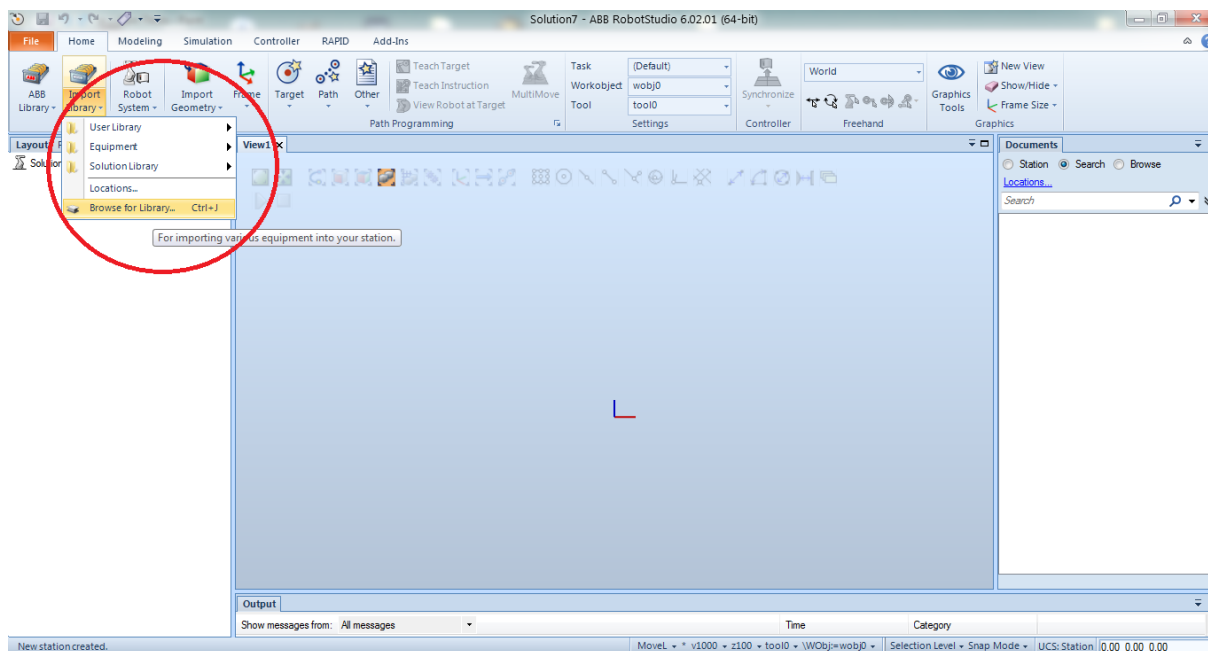 Solution7 - ABB RobotStudio 6.02.01 (64-bit)
File Home Modeling Simulation Controller RAPID Add-Ins
ABB Library
Import Library
Robot System
Import Geometry
Frame
Target
Path
Other
Teach Target
Teach Instruction
View Robot at Target
MultiMove
Path Programming
Task (Default)
Workobject wobj0
Tool tool0
Settings
Synchronize
Controller
World
Freehand
Graphics Tools
New View
Show/Hide
Frame Size
Graphics
User Library
Equipment
Solution Library
Locations...
Browse for Library... Ctrl+J
For importing various equipment into your station.
Layout
View1
Documents
Station Search Browse
Locations...
Search
Output
Show messages from: All messages Time Category
New station created.
MoveL * v1000 z100 tool0 \WObj:=wobj0 Selection Level Snap Mode UCS: Station 0.00 0.00 0.00